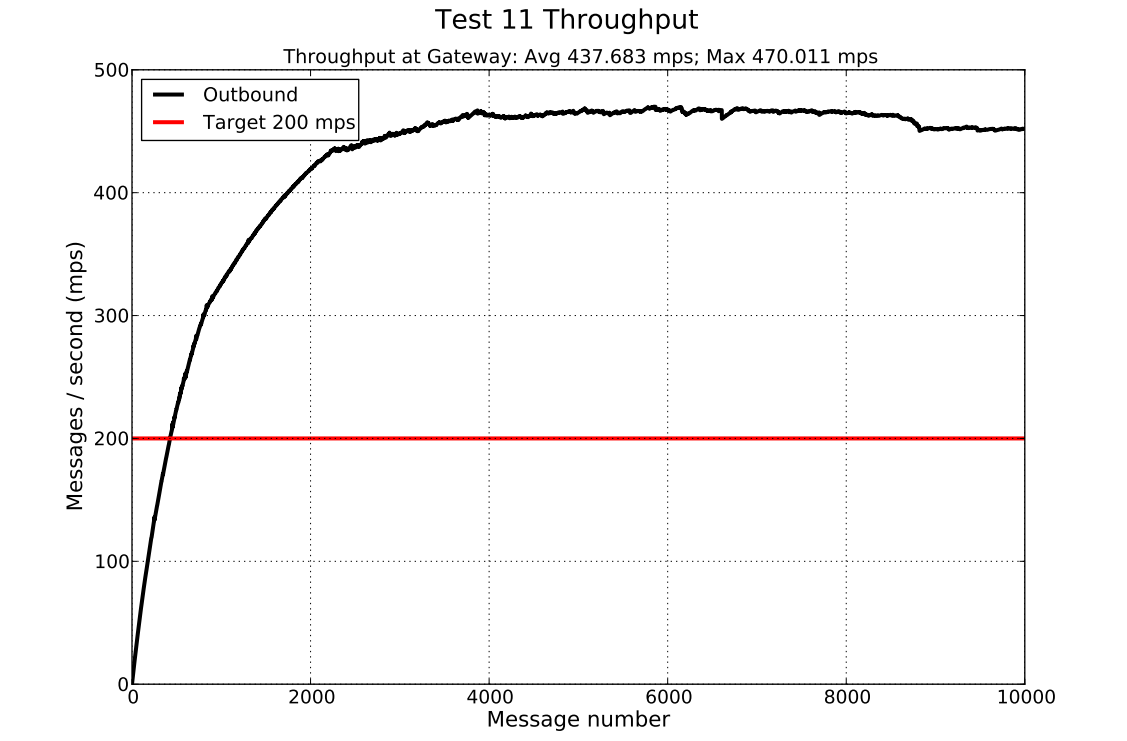 Test 11 Throughput
Throughput at Gateway: Avg 437.683 mps; Max 470.011 mps
Outbound
Target 200 mps
Messages / second (mps)
500
400
300
200
100
0
0 2000 4000 6000 8000 10000
Message number